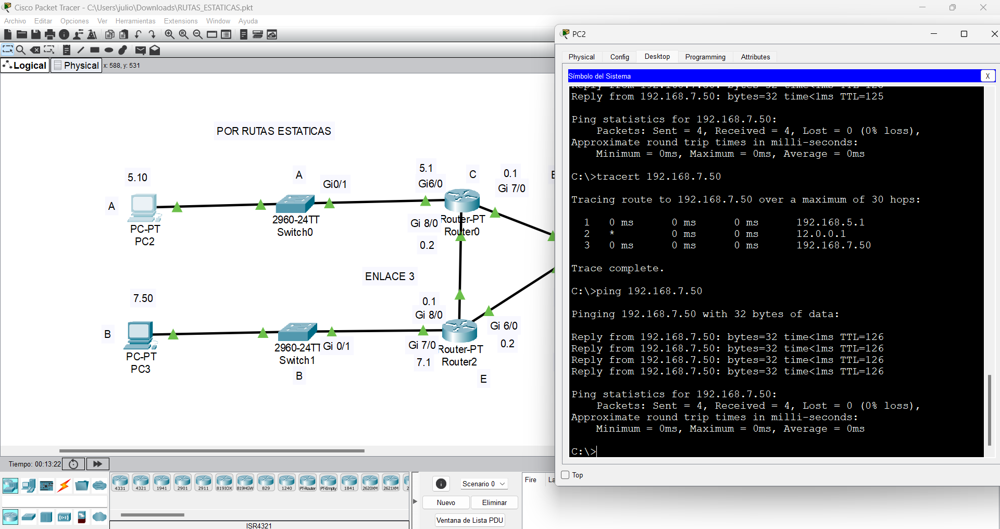 Cisco Packet Tracer - C:\Users\julio\Downloads\RUTAS_ESTATICAS.pkt
Archivo Editar Opciones Ver Herramientas Extensions Window Ayuda
Logical Physical x: 588, y: 531
POR RUTAS ESTATICAS
5.10
A
PC-PT
PC2
A
Gi0/1
2960-24TT
Switch0
5.1
Gi6/0
C
0.1
Gi 7/0
Gi 8/0
Router-PT
Router0
0.2
ENLACE 3
7.50
B
PC-PT
PC3
2960-24TT
Gi 0/1
Switch1
B
0.1
Gi 8/0
Gi 6/0
0.2
Gi 7/0
Router-PT
7.1
Router2
E
PC2
Physical Config Desktop Programming Attributes
Símbolo del Sistema
X
Reply from 192.168.7.50: bytes=32 time<1ms TTL=125
Reply from 192.168.7.50: bytes=32 time<1ms TTL=125
Ping statistics for 192.168.7.50:
Packets: Sent = 4, Received = 4, Lost = 0 (0% loss),
Approximate round trip times in milli-seconds:
Minimum = 0ms, Maximum = 0ms, Average = 0ms
C:\>tracert 192.168.7.50
Tracing route to 192.168.7.50 over a maximum of 30 hops:
1 0 ms 0 ms 0 ms 192.168.5.1
2 * 0 ms 0 ms 12.0.0.1
3 0 ms 0 ms 0 ms 192.168.7.50
Trace complete.
C:\>ping 192.168.7.50
Pinging 192.168.7.50 with 32 bytes of data:
Reply from 192.168.7.50: bytes=32 time<1ms TTL=126
Reply from 192.168.7.50: bytes=32 time<1ms TTL=126
Reply from 192.168.7.50: bytes=32 time<1ms TTL=126
Reply from 192.168.7.50: bytes=32 time<1ms TTL=126
Ping statistics for 192.168.7.50:
Packets: Sent = 4, Received = 4, Lost = 0 (0% loss),
Approximate round trip times in milli-seconds:
Minimum = 0ms, Maximum = 0ms, Average = 0ms
C:\>
Top
Tiempo: 00:13:22
4331 4321 1941 2901 2911 819IOX 819HGW 829 1240 PT-Router PT-Empty 1841 2620XM 2621XM 2
ISR4321
Scenario 0
Nuevo Eliminar
Ventana de Lista PDU
Fire La